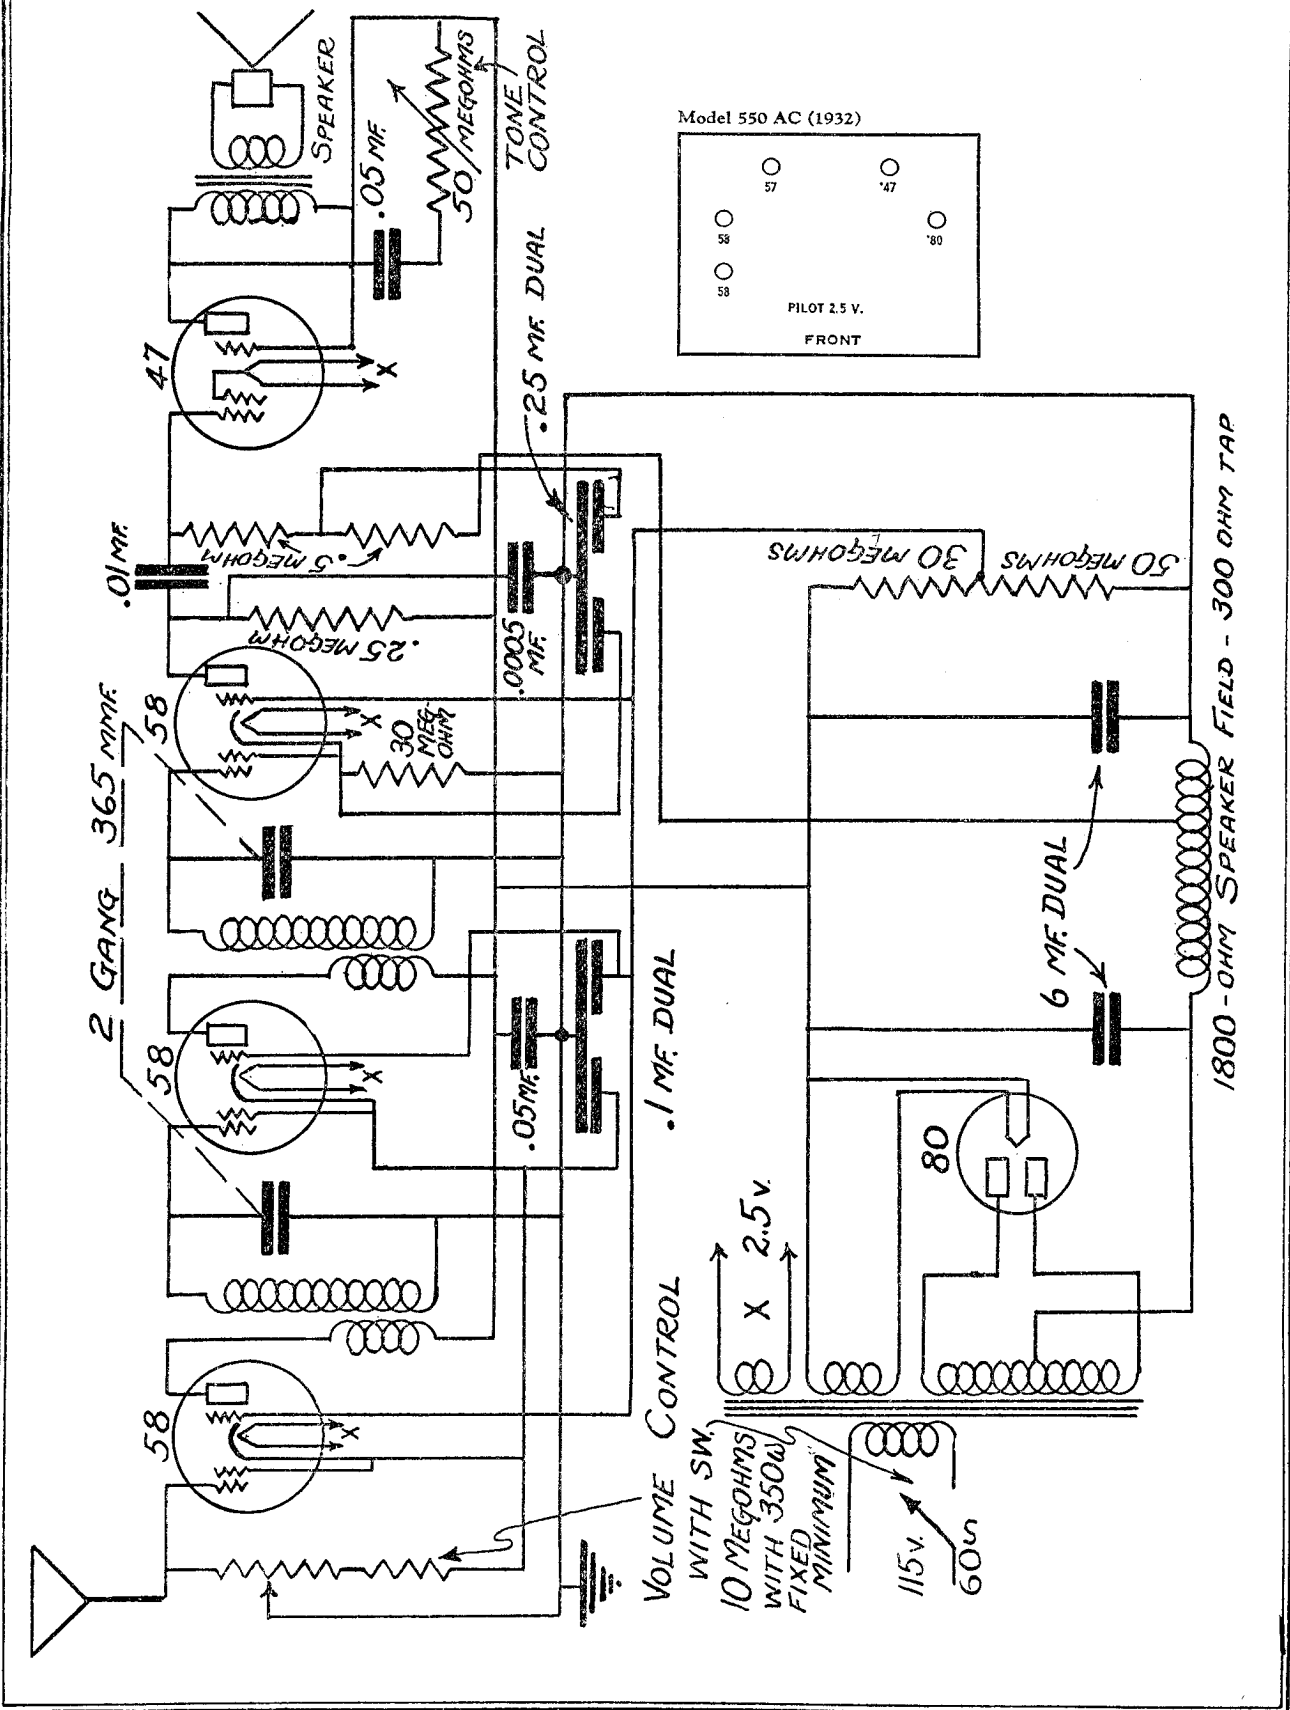 SPEAKER
.05 MF.
50 MEGOHMS
TONE
CONTROL
47
.01 MF.
.5 MEGOHM
.25 MEGOHM
X
.25 MF. DUAL
.0005
MF.
58
30
MEG-
OHM
X
2 GANG 365 MMF.
58
X
.05 MF.
.1 MF. DUAL
58
X
VOLUME CONTROL
WITH SW.
10 MEGOHMS
WITH 350ω
FIXED
MINIMUM
115 V.
60S
X 2.5 V.
80
6 MF. DUAL
30 MEGOHMS
50 MEGOHMS
1800-OHM SPEAKER FIELD - 300 OHM TAP
Model 550 AC (1932)
57
'47
58
'80
58
PILOT 2.5 V.
FRONT